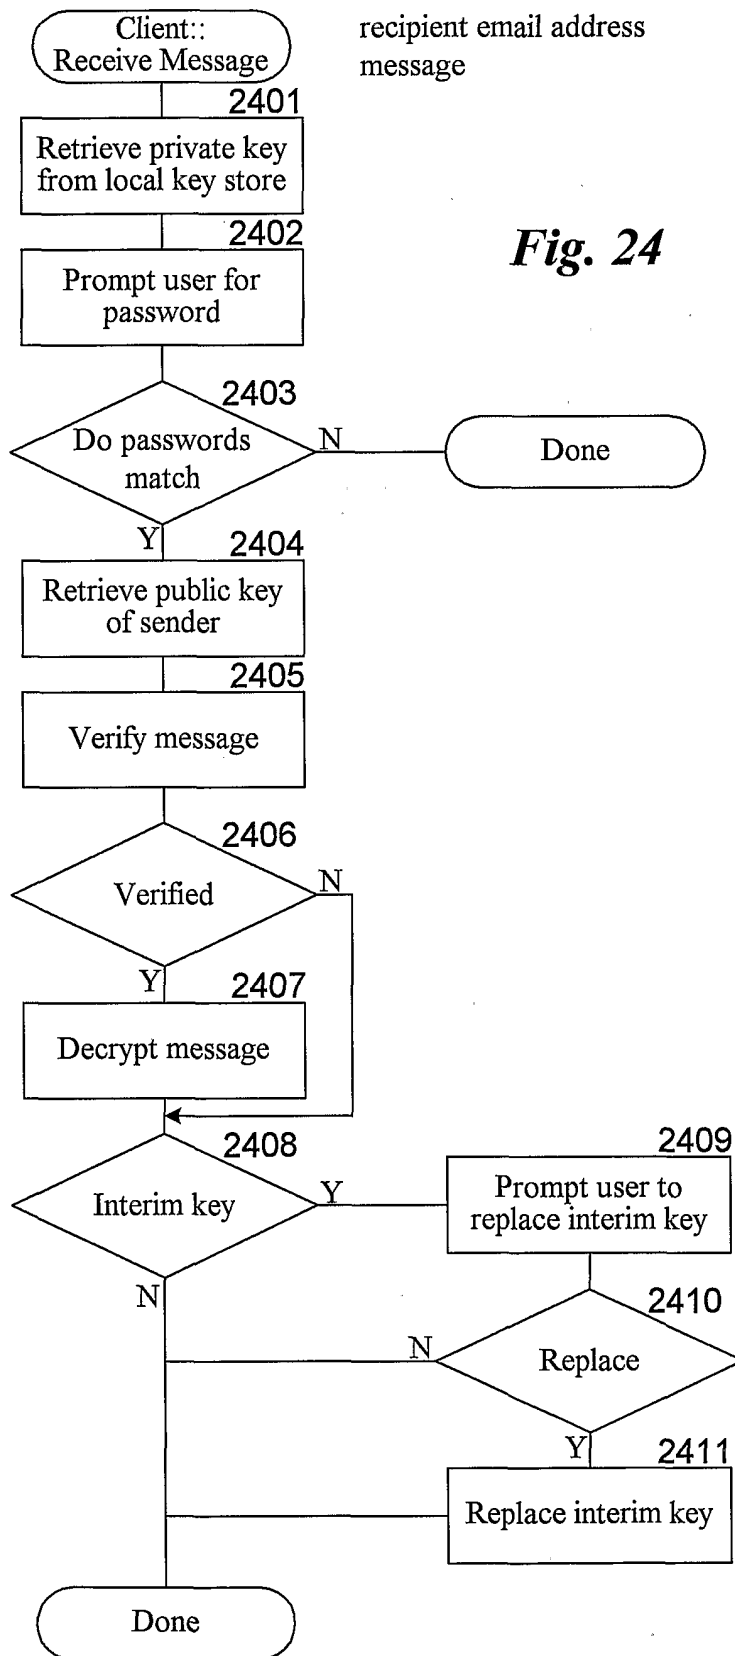 Client::
Receive Message
recipient email address
message
2401
Retrieve private key
from local key store
Fig. 24
2402
Prompt user for
password
2403
Do passwords
match
N
Done
Y
2404
Retrieve public key
of sender
2405
Verify message
2406
Verified
N
Y
2407
Decrypt message
2408
Interim key
Y
2409
Prompt user to
replace interim key
N
2410
Replace
N
Y
2411
Replace interim key
Done